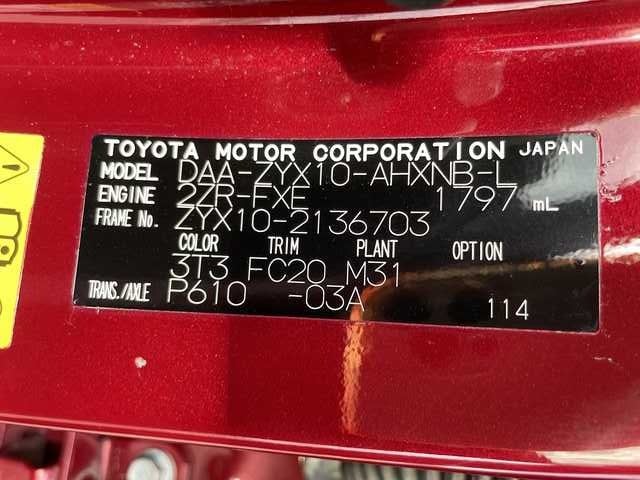 TOYOTA MOTOR CORPORATION JAPAN
MODEL DAA-ZYX10-AHXNB-L
ENGINE 2ZR-FXE 1797 mL
FRAME No. ZYX10-2136703
COLOR TRIM PLANT OPTION
3T3 FC20 M31
TRANS./AXLE P610 -03A 114